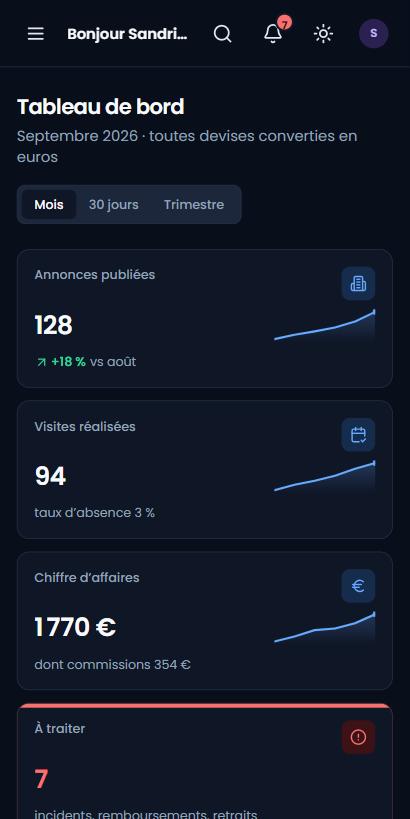 Bonjour Sandri...
7
S
Tableau de bord
Septembre 2026 · toutes devises converties en
euros
Mois
30 jours
Trimestre
Annonces publiées
128
+18 % vs août
Visites réalisées
94
taux d’absence 3 %
Chiffre d’affaires
1 770 €
dont commissions 354 €
À traiter
7
incidents, remboursements, retraits